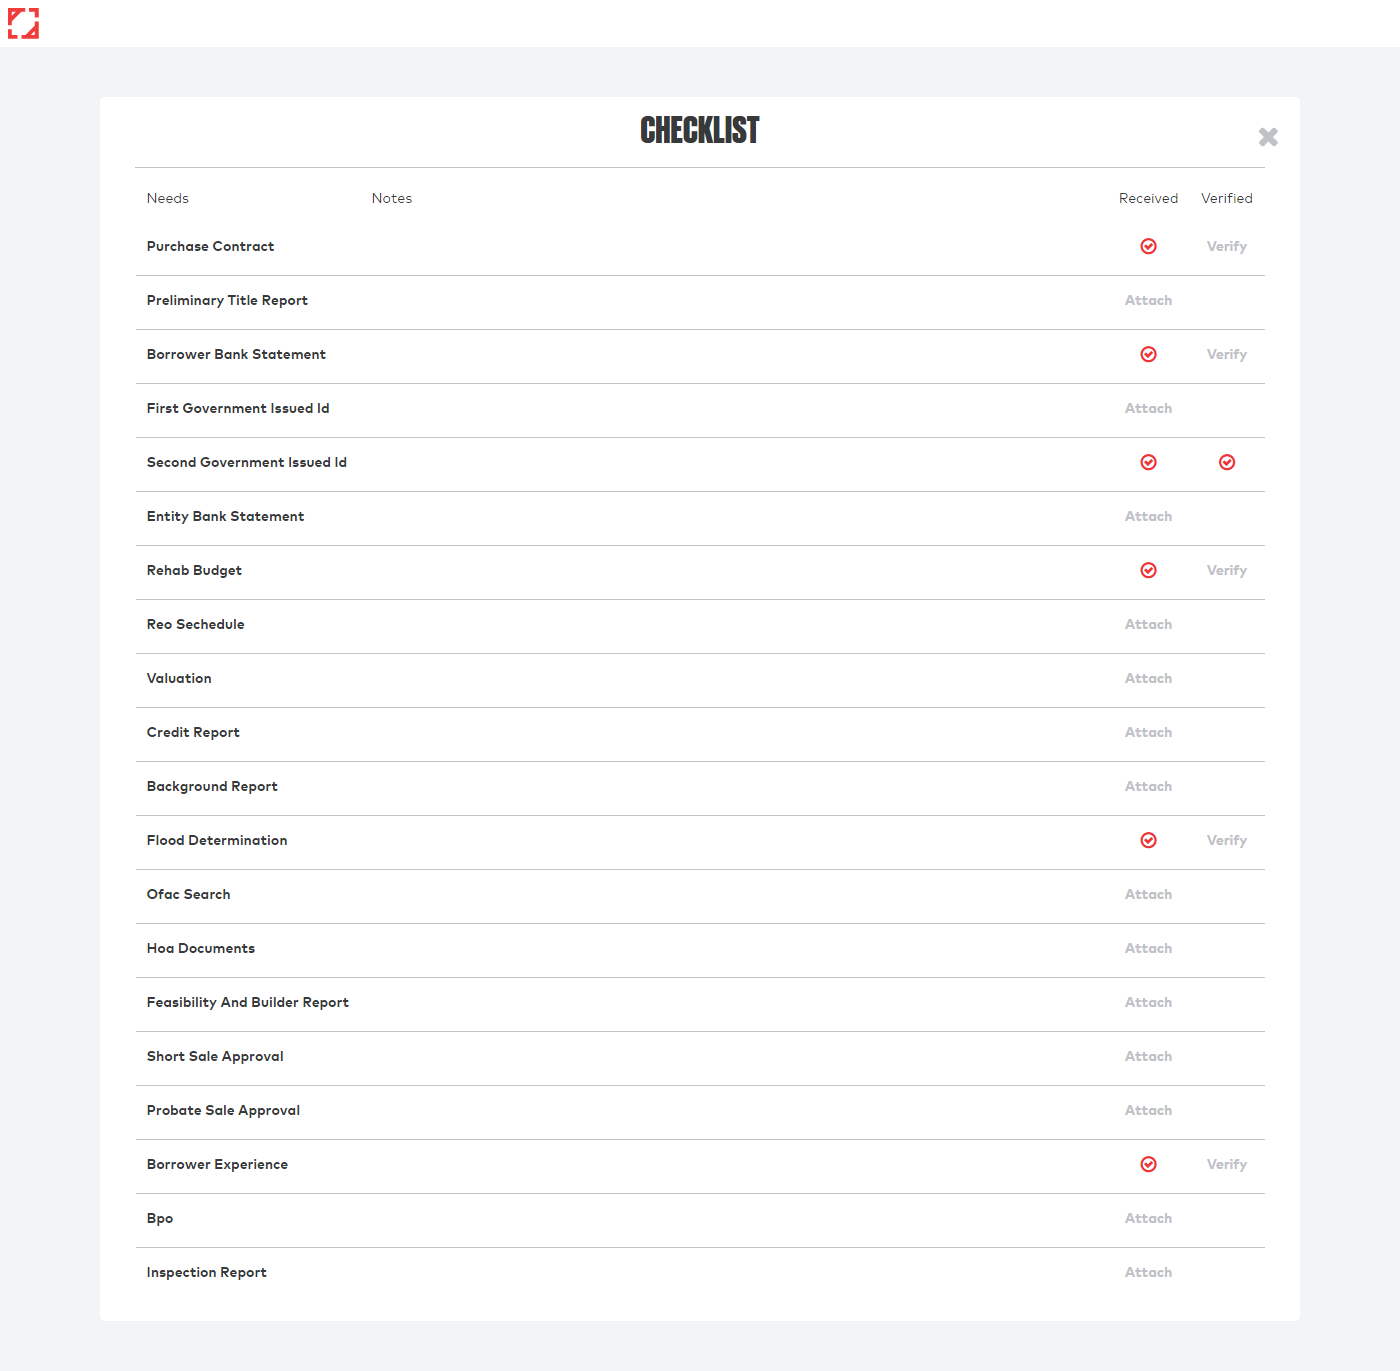 CHECKLIST
Needs Notes Received Verified
Purchase Contract Verify
Preliminary Title Report Attach
Borrower Bank Statement Verify
First Government Issued Id Attach
Second Government Issued Id
Entity Bank Statement Attach
Rehab Budget Verify
Reo Sechedule Attach
Valuation Attach
Credit Report Attach
Background Report Attach
Flood Determination Verify
Ofac Search Attach
Hoa Documents Attach
Feasibility And Builder Report Attach
Short Sale Approval Attach
Probate Sale Approval Attach
Borrower Experience Verify
Bpo Attach
Inspection Report Attach